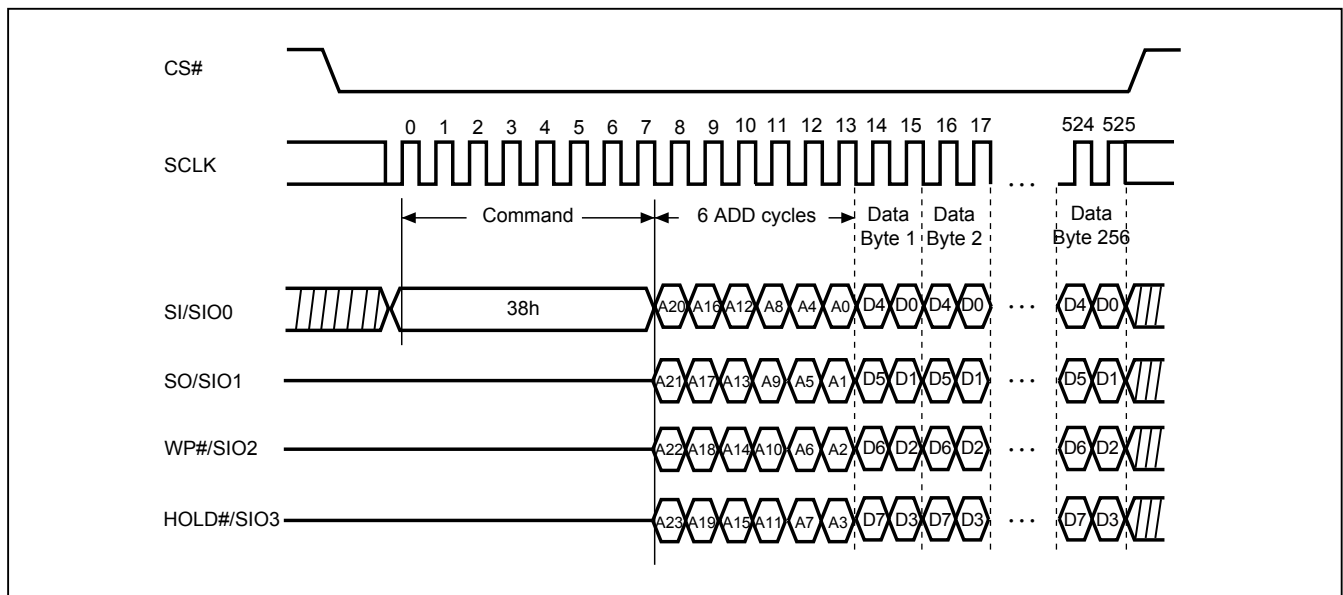 CS#
0 1 2 3 4 5 6 7 8 9 10 11 12 13 14 15 16 17 524 525
SCLK
...
Command 6 ADD cycles Data Data Data
Byte 1 Byte 2 Byte 256
SI/SIO0 38h A20 A16 A12 A8 A4 A0 D4 D0 D4 D0 ... D4 D0
SO/SIO1 A21 A17 A13 A9 A5 A1 D5 D1 D5 D1 ... D5 D1
WP#/SIO2 A22 A18 A14 A10 A6 A2 D6 D2 D6 D2 ... D6 D2
HOLD#/SIO3 A23 A19 A15 A11 A7 A3 D7 D3 D7 D3 ... D7 D3